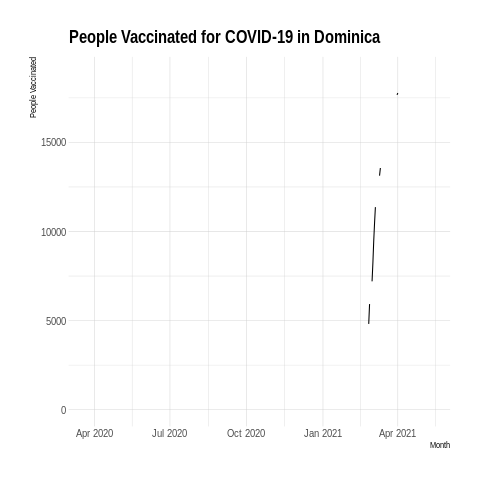 People Vaccinated for COVID-19 in Dominica
People Vaccinated
15000
10000
5000
0
Apr 2020 Jul 2020 Oct 2020 Jan 2021 Apr 2021
Month